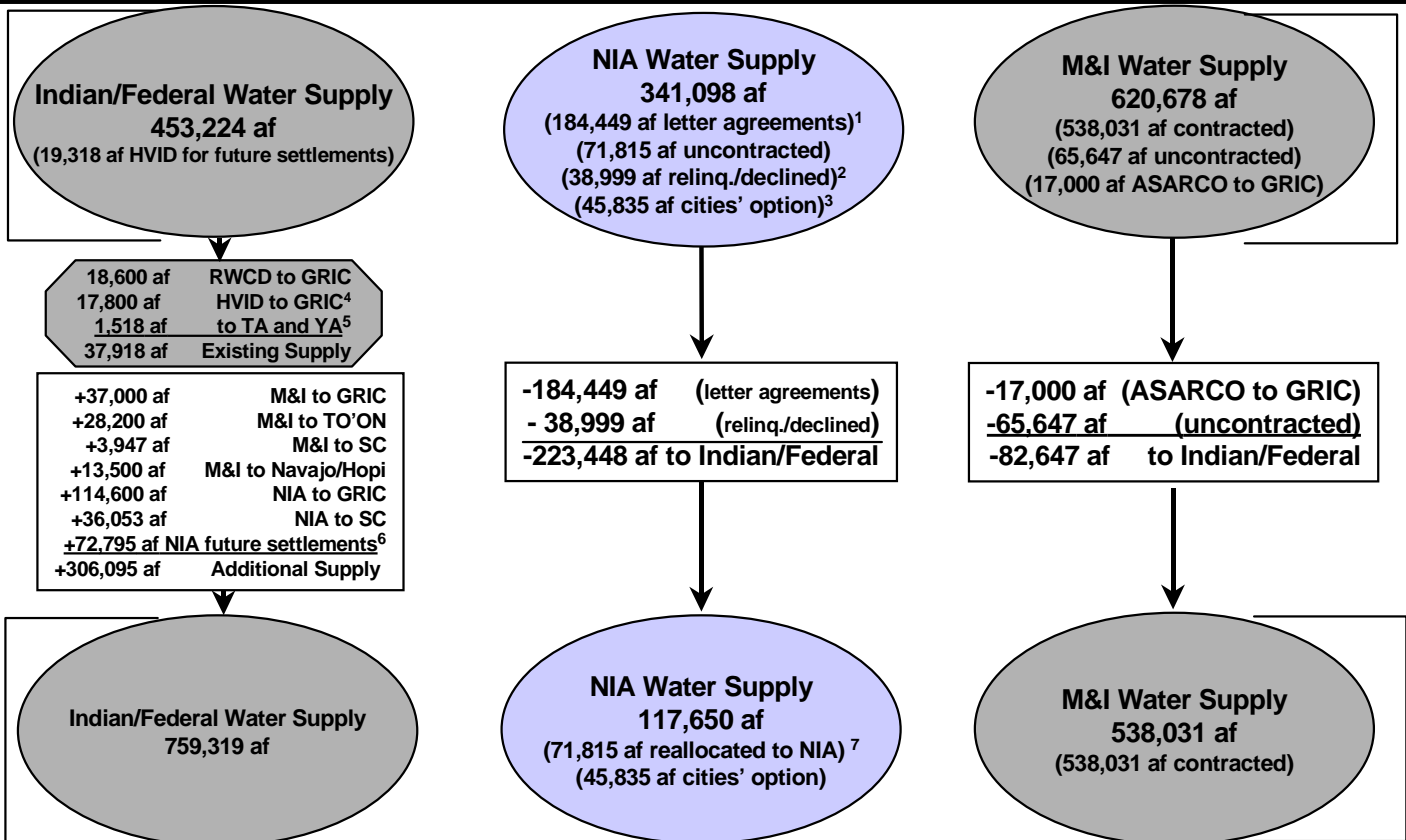 Indian/Federal Water Supply
453,224 af
(19,318 af HVID for future settlements)
18,600 af RWCD to GRIC
17,800 af HVID to GRIC4
1,518 af to TA and YA5
37,918 af Existing Supply
+37,000 af M&I to GRIC
+28,200 af M&I to TO'ON
+3,947 af M&I to SC
+13,500 af M&I to Navajo/Hopi
+114,600 af NIA to GRIC
+36,053 af NIA to SC
+72,795 af NIA future settlements6
+306,095 af Additional Supply
Indian/Federal Water Supply
759,319 af
NIA Water Supply
341,098 af
(184,449 af letter agreements)1
(71,815 af uncontracted)
(38,999 af relinq./declined)2
(45,835 af cities' option)3
-184,449 af (letter agreements)
- 38,999 af (relinq./declined)
-223,448 af to Indian/Federal
NIA Water Supply
117,650 af
(71,815 af reallocated to NIA) 7
(45,835 af cities' option)
M&I Water Supply
620,678 af
(538,031 af contracted)
(65,647 af uncontracted)
(17,000 af ASARCO to GRIC)
-17,000 af (ASARCO to GRIC)
-65,647 af (uncontracted)
-82,647 af to Indian/Federal
M&I Water Supply
538,031 af
(538,031 af contracted)